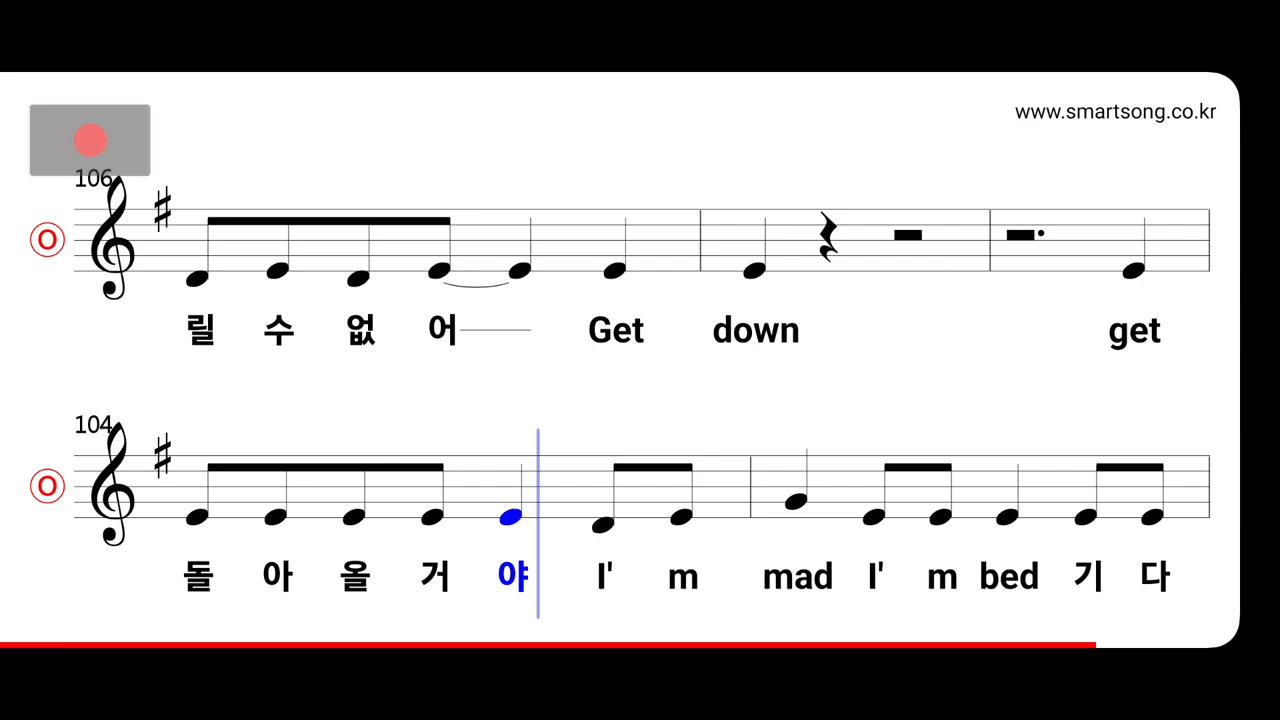 www.smartsong.co.kr
106
O
릴 수 없 어 Get down get
104
O
돌 아 올 거 야 I' m mad I' m bed 기 다